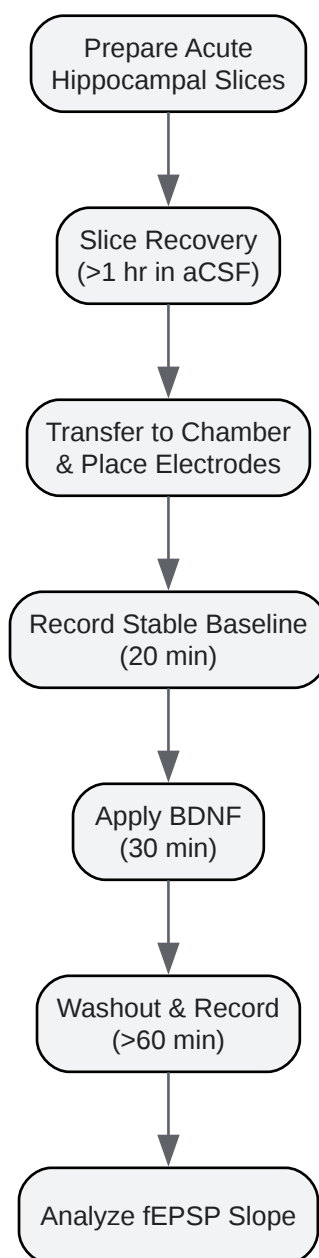 Prepare Acute
Hippocampal Slices
Slice Recovery
(>1 hr in aCSF)
Transfer to Chamber
& Place Electrodes
Record Stable Baseline
(20 min)
Apply BDNF
(30 min)
Washout & Record
(>60 min)
Analyze fEPSP Slope